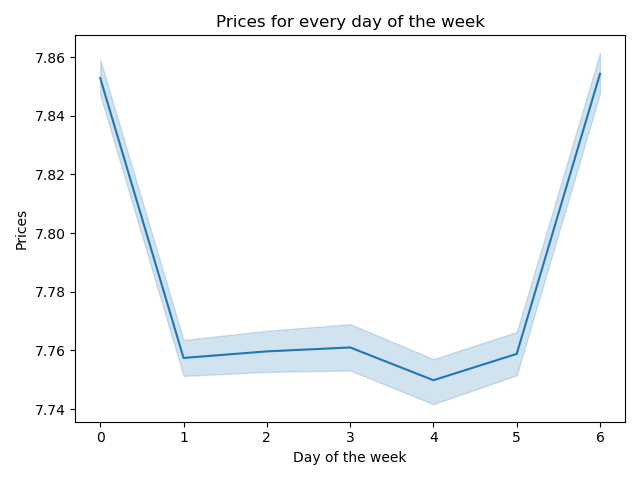 Prices for every day of the week
7.86
7.84
7.82
7.80
7.78
7.76
7.74
Prices
0 1 2 3 4 5 6
Day of the week